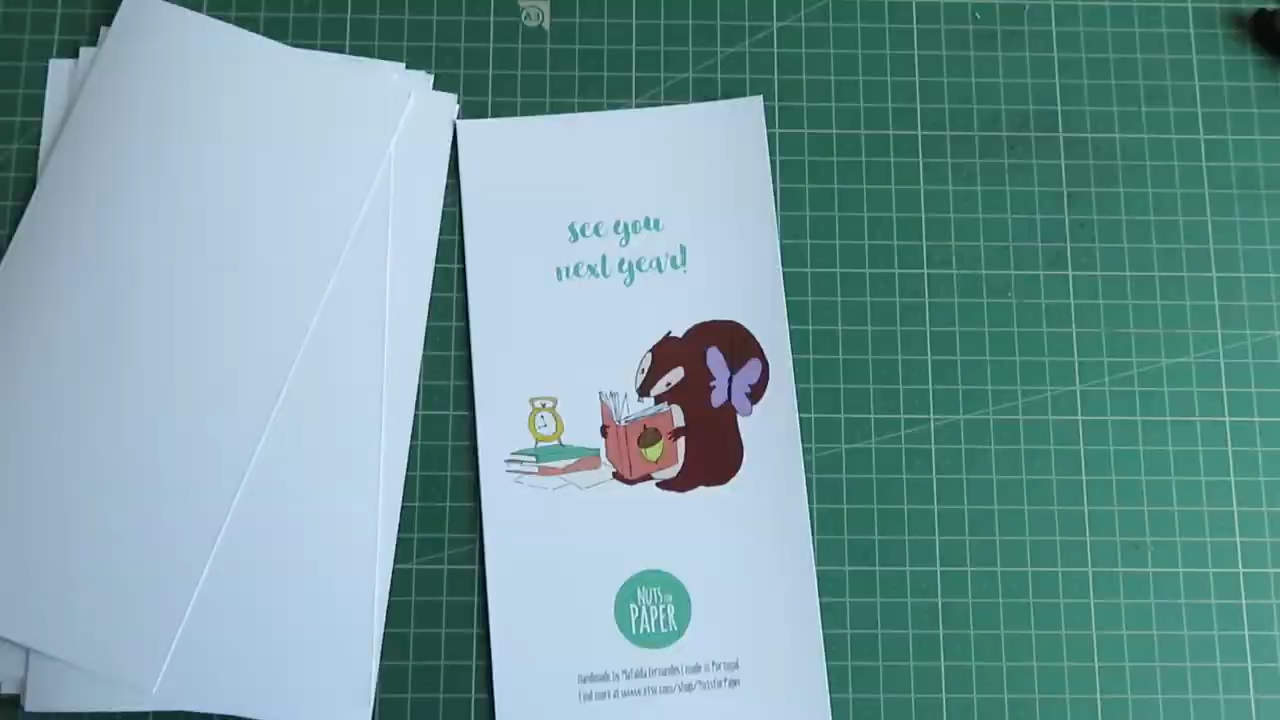 A3
see you
next year!
NUTS FOR
PAPER
Handmade by Mafalda Fernandes | made in Portugal
Find more at www.etsy.com/shop/NutsForPaper